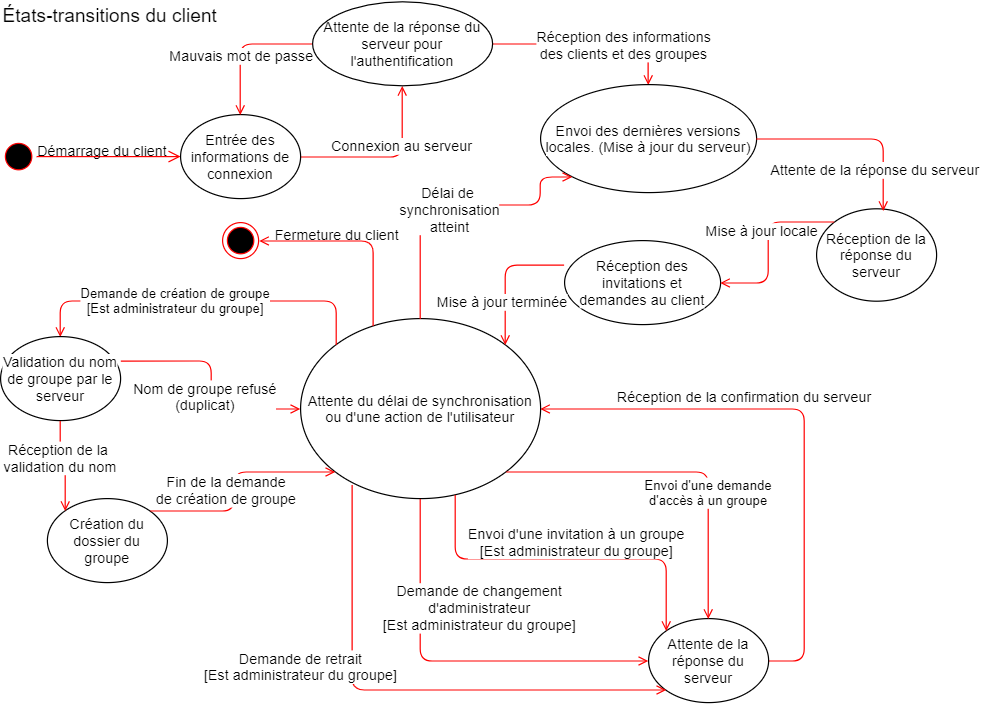 États-transitions du client
Attente de la réponse du
serveur pour
l'authentification
Mauvais mot de passe
Réception des informations
des clients et des groupes
Démarrage du client
Entrée des
informations de
connexion
Connexion au serveur
Envoi des dernières versions
locales. (Mise à jour du serveur)
Attente de la réponse du serveur
Délai de
synchronisation
atteint
Fermeture du client
Mise à jour locale
Réception de la
réponse du
serveur
Réception des
invitations et
demandes au client
Mise à jour terminée
Demande de création de groupe
[Est administrateur du groupe]
Validation du nom
de groupe par le
serveur
Nom de groupe refusé
(duplicat)
Attente du délai de synchronisation
ou d'une action de l'utilisateur
Réception de la confirmation du serveur
Réception de la
validation du nom
Fin de la demande
de création de groupe
Envoi d'une demande
d'accès à un groupe
Création du
dossier du
groupe
Envoi d'une invitation à un groupe
[Est administrateur du groupe]
Demande de changement
d'administrateur
[Est administrateur du groupe]
Demande de retrait
[Est administrateur du groupe]
Attente de la
réponse du
serveur